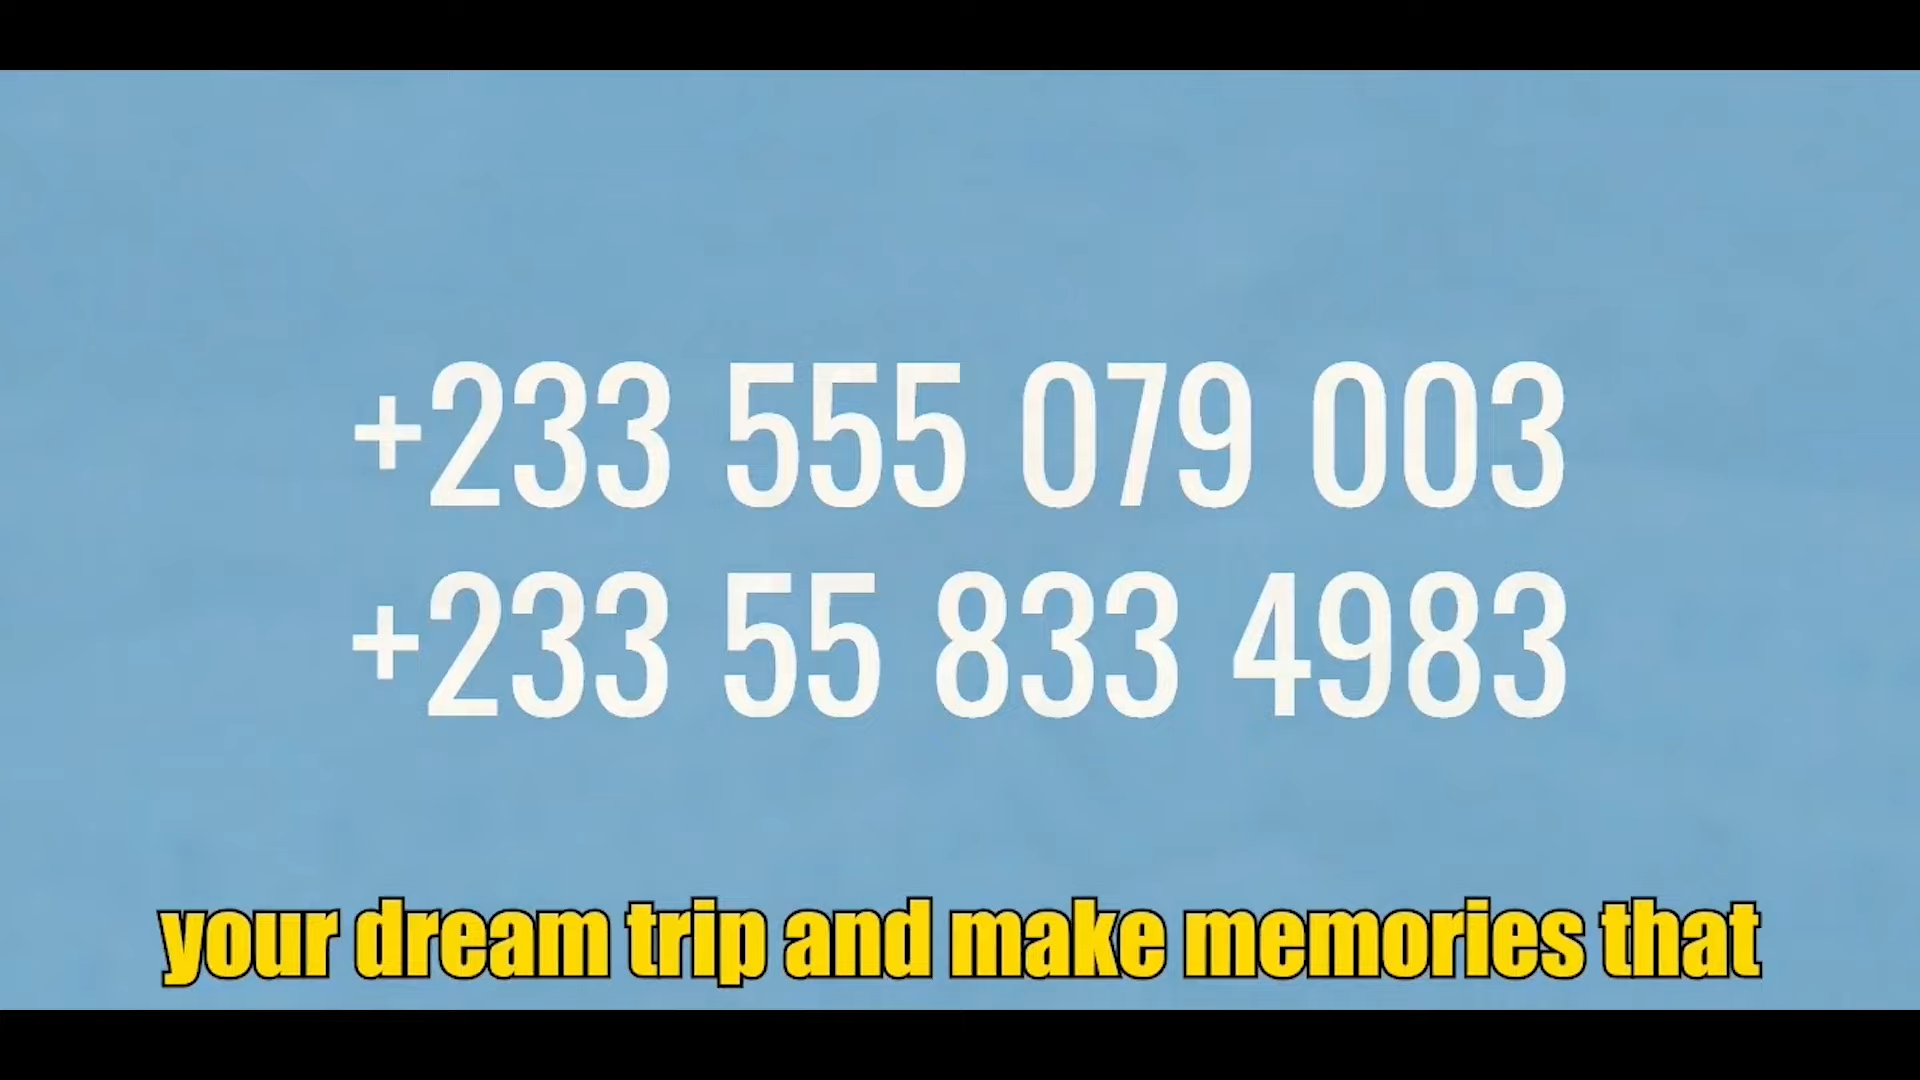 +233 555 079 003
+233 55 833 4983
your dream trip and make memories that